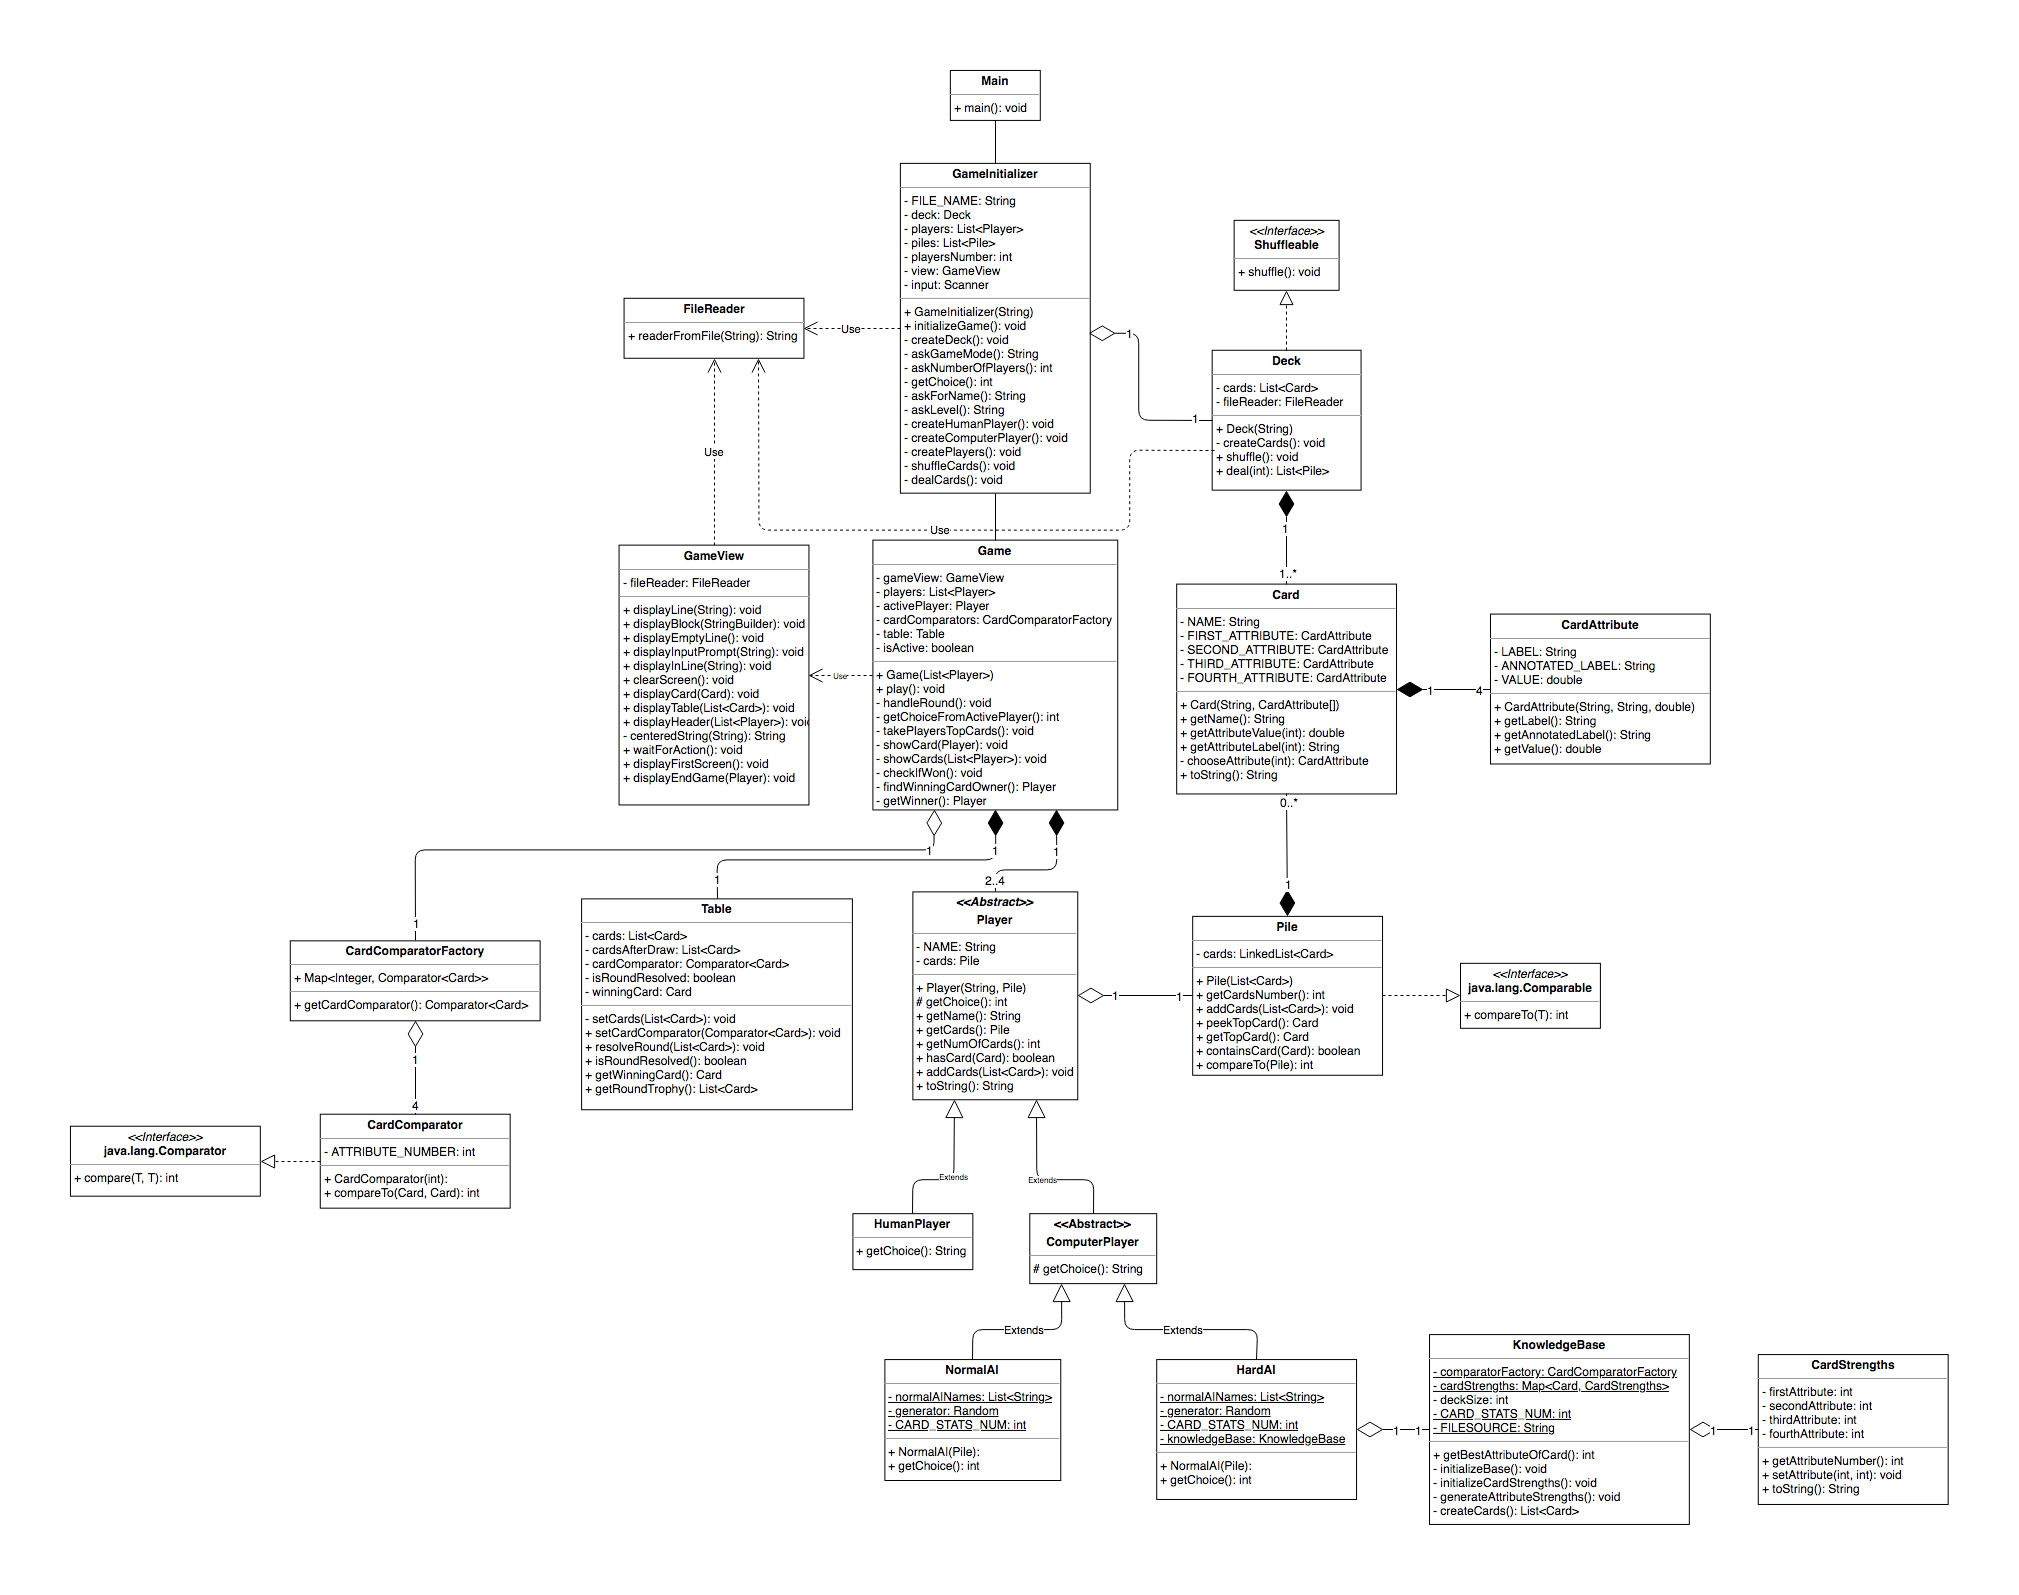 Main
+ main(): void
GameInitializer
- FILE_NAME: String
- deck: Deck
- players: List<Player>
- piles: List<Pile>
- playersNumber: int
- view: GameView
- input: Scanner
+ GameInitializer(String)
+ initializeGame(): void
- createDeck(): void
- askGameMode(): String
- askNumberOfPlayers(): int
- getChoice(): int
- askForName(): String
- askLevel(): String
- createHumanPlayer(): void
- createComputerPlayer(): void
- createPlayers(): void
- shuffleCards(): void
- dealCards(): void
<<Interface>>
Shuffleable
+ shuffle(): void
FileReader
+ readerFromFile(String): String
Use
1
1
Deck
- cards: List<Card>
- fileReader: FileReader
+ Deck(String)
- createCards(): void
+ shuffle(): void
+ deal(int): List<Pile>
Use
Use
1
1..*
GameView
- fileReader: FileReader
+ displayLine(String): void
+ displayBlock(StringBuilder): void
+ displayEmptyLine(): void
+ displayInputPrompt(String): void
+ displayInLine(String): void
+ clearScreen(): void
+ displayCard(Card): void
+ displayTable(List<Card>): void
+ displayHeader(List<Player>): void
- centeredString(String): String
+ waitForAction(): void
+ displayFirstScreen(): void
+ displayEndGame(Player): void
Use
Game
- gameView: GameView
- players: List<Player>
- activePlayer: Player
- cardComparators: CardComparatorFactory
- table: Table
- isActive: boolean
+ Game(List<Player>)
+ play(): void
- handleRound(): void
- getChoiceFromActivePlayer(): int
- takePlayersTopCards(): void
- showCard(Player): void
- showCards(List<Player>): void
- checkIfWon(): void
- findWinningCardOwner(): Player
- getWinner(): Player
Card
- NAME: String
- FIRST_ATTRIBUTE: CardAttribute
- SECOND_ATTRIBUTE: CardAttribute
- THIRD_ATTRIBUTE: CardAttribute
- FOURTH_ATTRIBUTE: CardAttribute
+ Card(String, CardAttribute[])
+ getName(): String
+ getAttributeValue(int): double
+ getAttributeLabel(int): String
- chooseAttribute(int): CardAttribute
+ toString(): String
1
4
CardAttribute
- LABEL: String
- ANNOTATED_LABEL: String
- VALUE: double
+ CardAttribute(String, String, double)
+ getLabel(): String
+ getAnnotatedLabel(): String
+ getValue(): double
0..*
1
1
1
1
1
2..4
1
1
CardComparatorFactory
+ Map<Integer, Comparator<Card>>
+ getCardComparator(): Comparator<Card>
1
4
Table
- cards: List<Card>
- cardsAfterDraw: List<Card>
- cardComparator: Comparator<Card>
- isRoundResolved: boolean
- winningCard: Card
- setCards(List<Card>): void
+ setCardComparator(Comparator<Card>): void
+ resolveRound(List<Card>): void
+ isRoundResolved(): boolean
+ getWinningCard(): Card
+ getRoundTrophy(): List<Card>
<<Abstract>>
Player
- NAME: String
- cards: Pile
+ Player(String, Pile)
# getChoice(): int
+ getName(): String
+ getCards(): Pile
+ getNumOfCards(): int
+ hasCard(Card): boolean
+ addCards(List<Card>): void
+ toString(): String
1
1
Pile
- cards: LinkedList<Card>
+ Pile(List<Card>)
+ getCardsNumber(): int
+ addCards(List<Card>): void
+ peekTopCard(): Card
+ getTopCard(): Card
+ containsCard(Card): boolean
+ compareTo(Pile): int
<<Interface>>
java.lang.Comparable
+ compareTo(T): int
<<Interface>>
java.lang.Comparator
+ compare(T, T): int
CardComparator
- ATTRIBUTE_NUMBER: int
+ CardComparator(int):
+ compareTo(Card, Card): int
Extends
Extends
HumanPlayer
+ getChoice(): String
<<Abstract>>
ComputerPlayer
# getChoice(): String
Extends
Extends
NormalAI
- normalAINames: List<String>
- generator: Random
- CARD_STATS_NUM: int
+ NormalAI(Pile):
+ getChoice(): int
HardAI
- normalAINames: List<String>
- generator: Random
- CARD_STATS_NUM: int
- knowledgeBase: KnowledgeBase
+ NormalAI(Pile):
+ getChoice(): int
1
1
KnowledgeBase
- comparatorFactory: CardComparatorFactory
- cardStrengths: Map<Card, CardStrengths>
- deckSize: int
- CARD_STATS_NUM: int
- FILESOURCE: String
+ getBestAttributeOfCard(): int
- initializeBase(): void
- initializeCardStrengths(): void
- generateAttributeStrengths(): void
- createCards(): List<Card>
1
1
CardStrengths
- firstAttribute: int
- secondAttribute: int
- thirdAttribute: int
- fourthAttribute: int
+ getAttributeNumber(): int
+ setAttribute(int, int): void
+ toString(): String